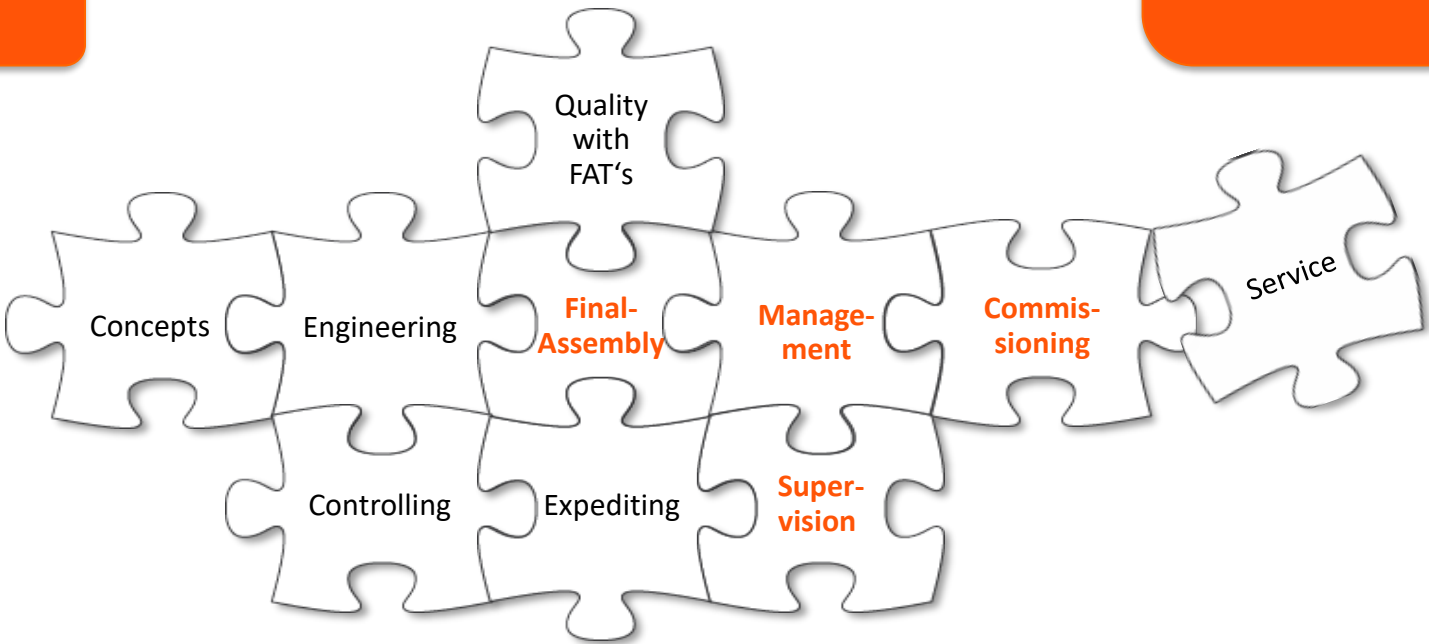 Quality
with
FAT‘s
Concepts
Engineering
Final-
Assembly
Manage-
ment
Commis-
sioning
Service
Controlling
Expediting
Super-
vision